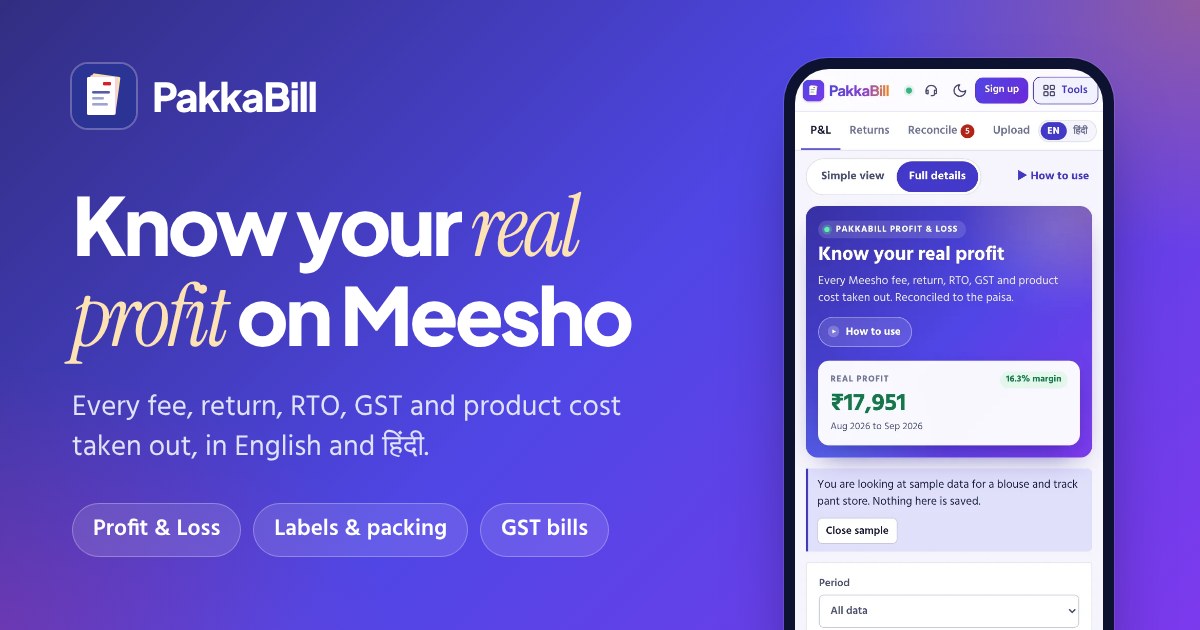 PakkaBill
Know your real
profit on Meesho
Every fee, return, RTO, GST and product cost
taken out, in English and हिंदी.
Profit & Loss
Labels & packing
GST bills
PakkaBill
Sign up
Tools
P&L
Returns
Reconcile 5
Upload
EN
हिंदी
Simple view
Full details
How to use
PAKKABILL PROFIT & LOSS
Know your real profit
Every Meesho fee, return, RTO, GST and product
cost taken out. Reconciled to the paisa.
How to use
REAL PROFIT
16.3% margin
₹17,951
Aug 2026 to Sep 2026
You are looking at sample data for a blouse and track
pant store. Nothing here is saved.
Close sample
Period
All data